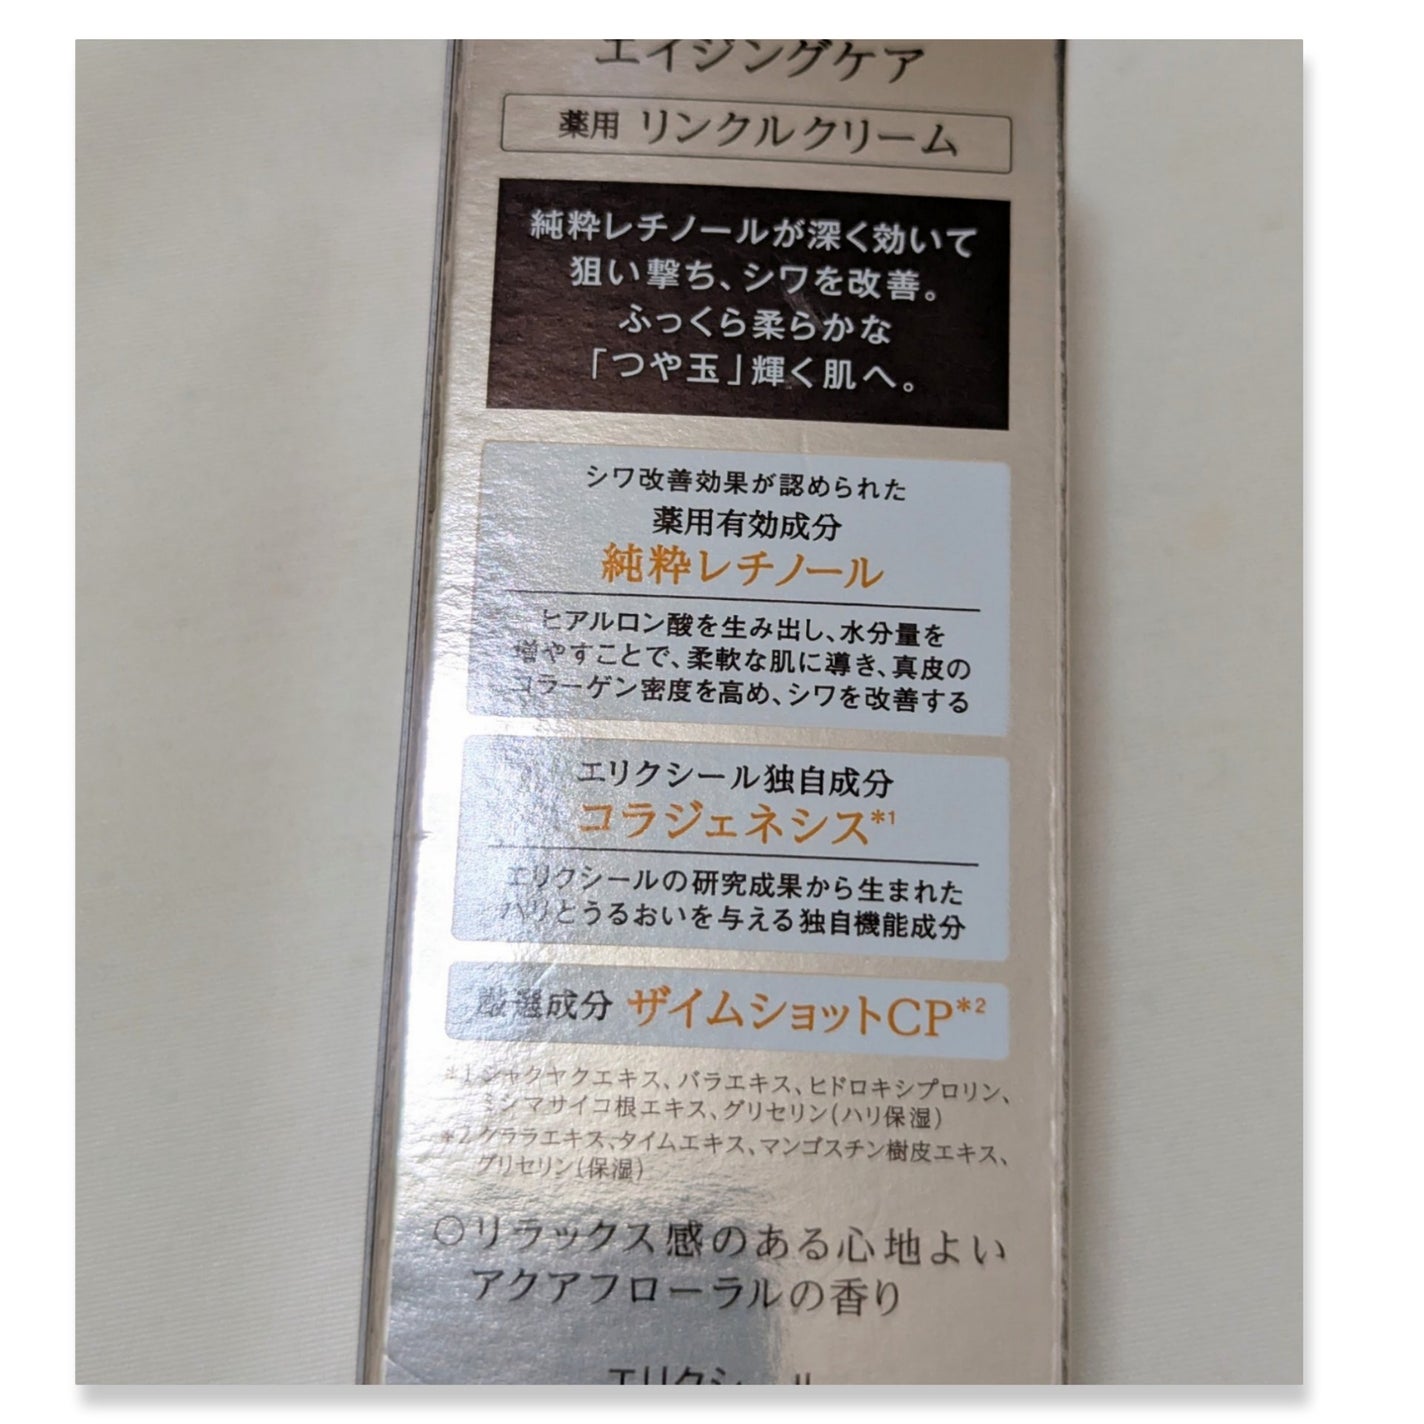 エイジングケア
薬用 リンクルクリーム
純粋レチノールが深く効いて
狙い撃ち、シワを改善。
ふっくら柔らかな
「つや玉」輝く肌へ。
シワ改善効果が認められた
薬用有効成分
純粋レチノール
ヒアルロン酸を生み出し、水分量を
増やすことで、柔軟な肌に導き、真皮の
コラーゲン密度を高め、シワを改善する
エリクシール独自成分
コラジェネシス*1
エリクシールの研究成果から生まれた
ハリとうるおいを与える独自機能成分
厳選成分 ザイムショットCP*2
*1 シャクヤクエキス、バラエキス、ヒドロキシプロリン、
ミシマサイコ根エキス、グリセリン(ハリ保湿)
*2 クララエキス、タイムエキス、マンゴスチン樹皮エキス、
グリセリン(保湿)
○リラックス感のある心地よい
アクアフローラルの香り
エリクシール